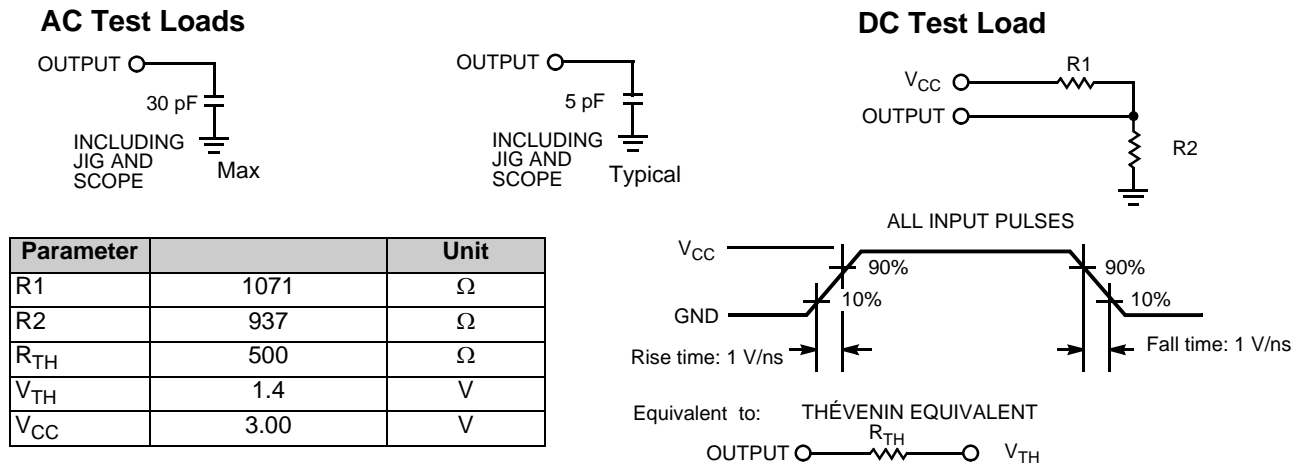 AC Test Loads
OUTPUT
30 pF
INCLUDING
JIG AND
SCOPE
Max
OUTPUT
5 pF
INCLUDING
JIG AND
SCOPE
Typical
DC Test Load
VCC
R1
OUTPUT
R2
Parameter Unit
R1 1071 Ω
R2 937 Ω
RTH 500 Ω
VTH 1.4 V
VCC 3.00 V
ALL INPUT PULSES
VCC
90%
90%
10%
10%
GND
Rise time: 1 V/ns
Fall time: 1 V/ns
Equivalent to: THÉVENIN EQUIVALENT
RTH
OUTPUT VTH